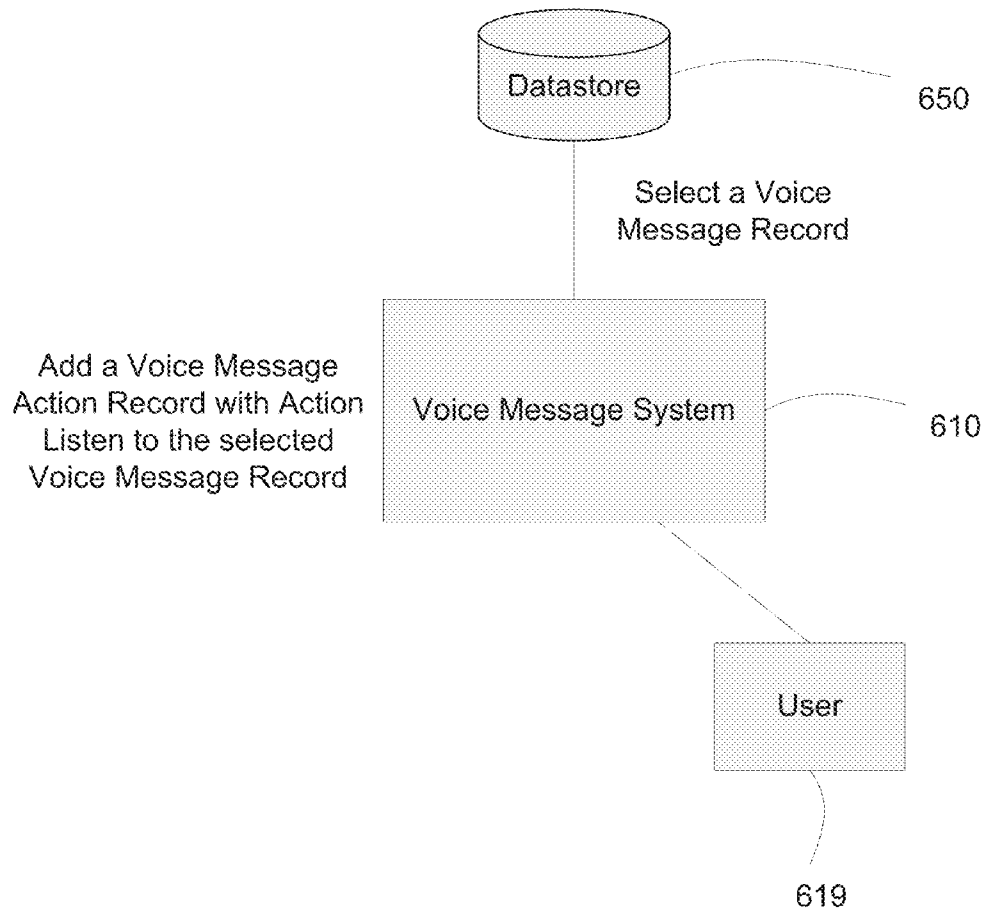 Datastore
650
Select a Voice
Message Record
Add a Voice Message
Action Record with Action
Listen to the selected
Voice Message Record
Voice Message System
610
User
619